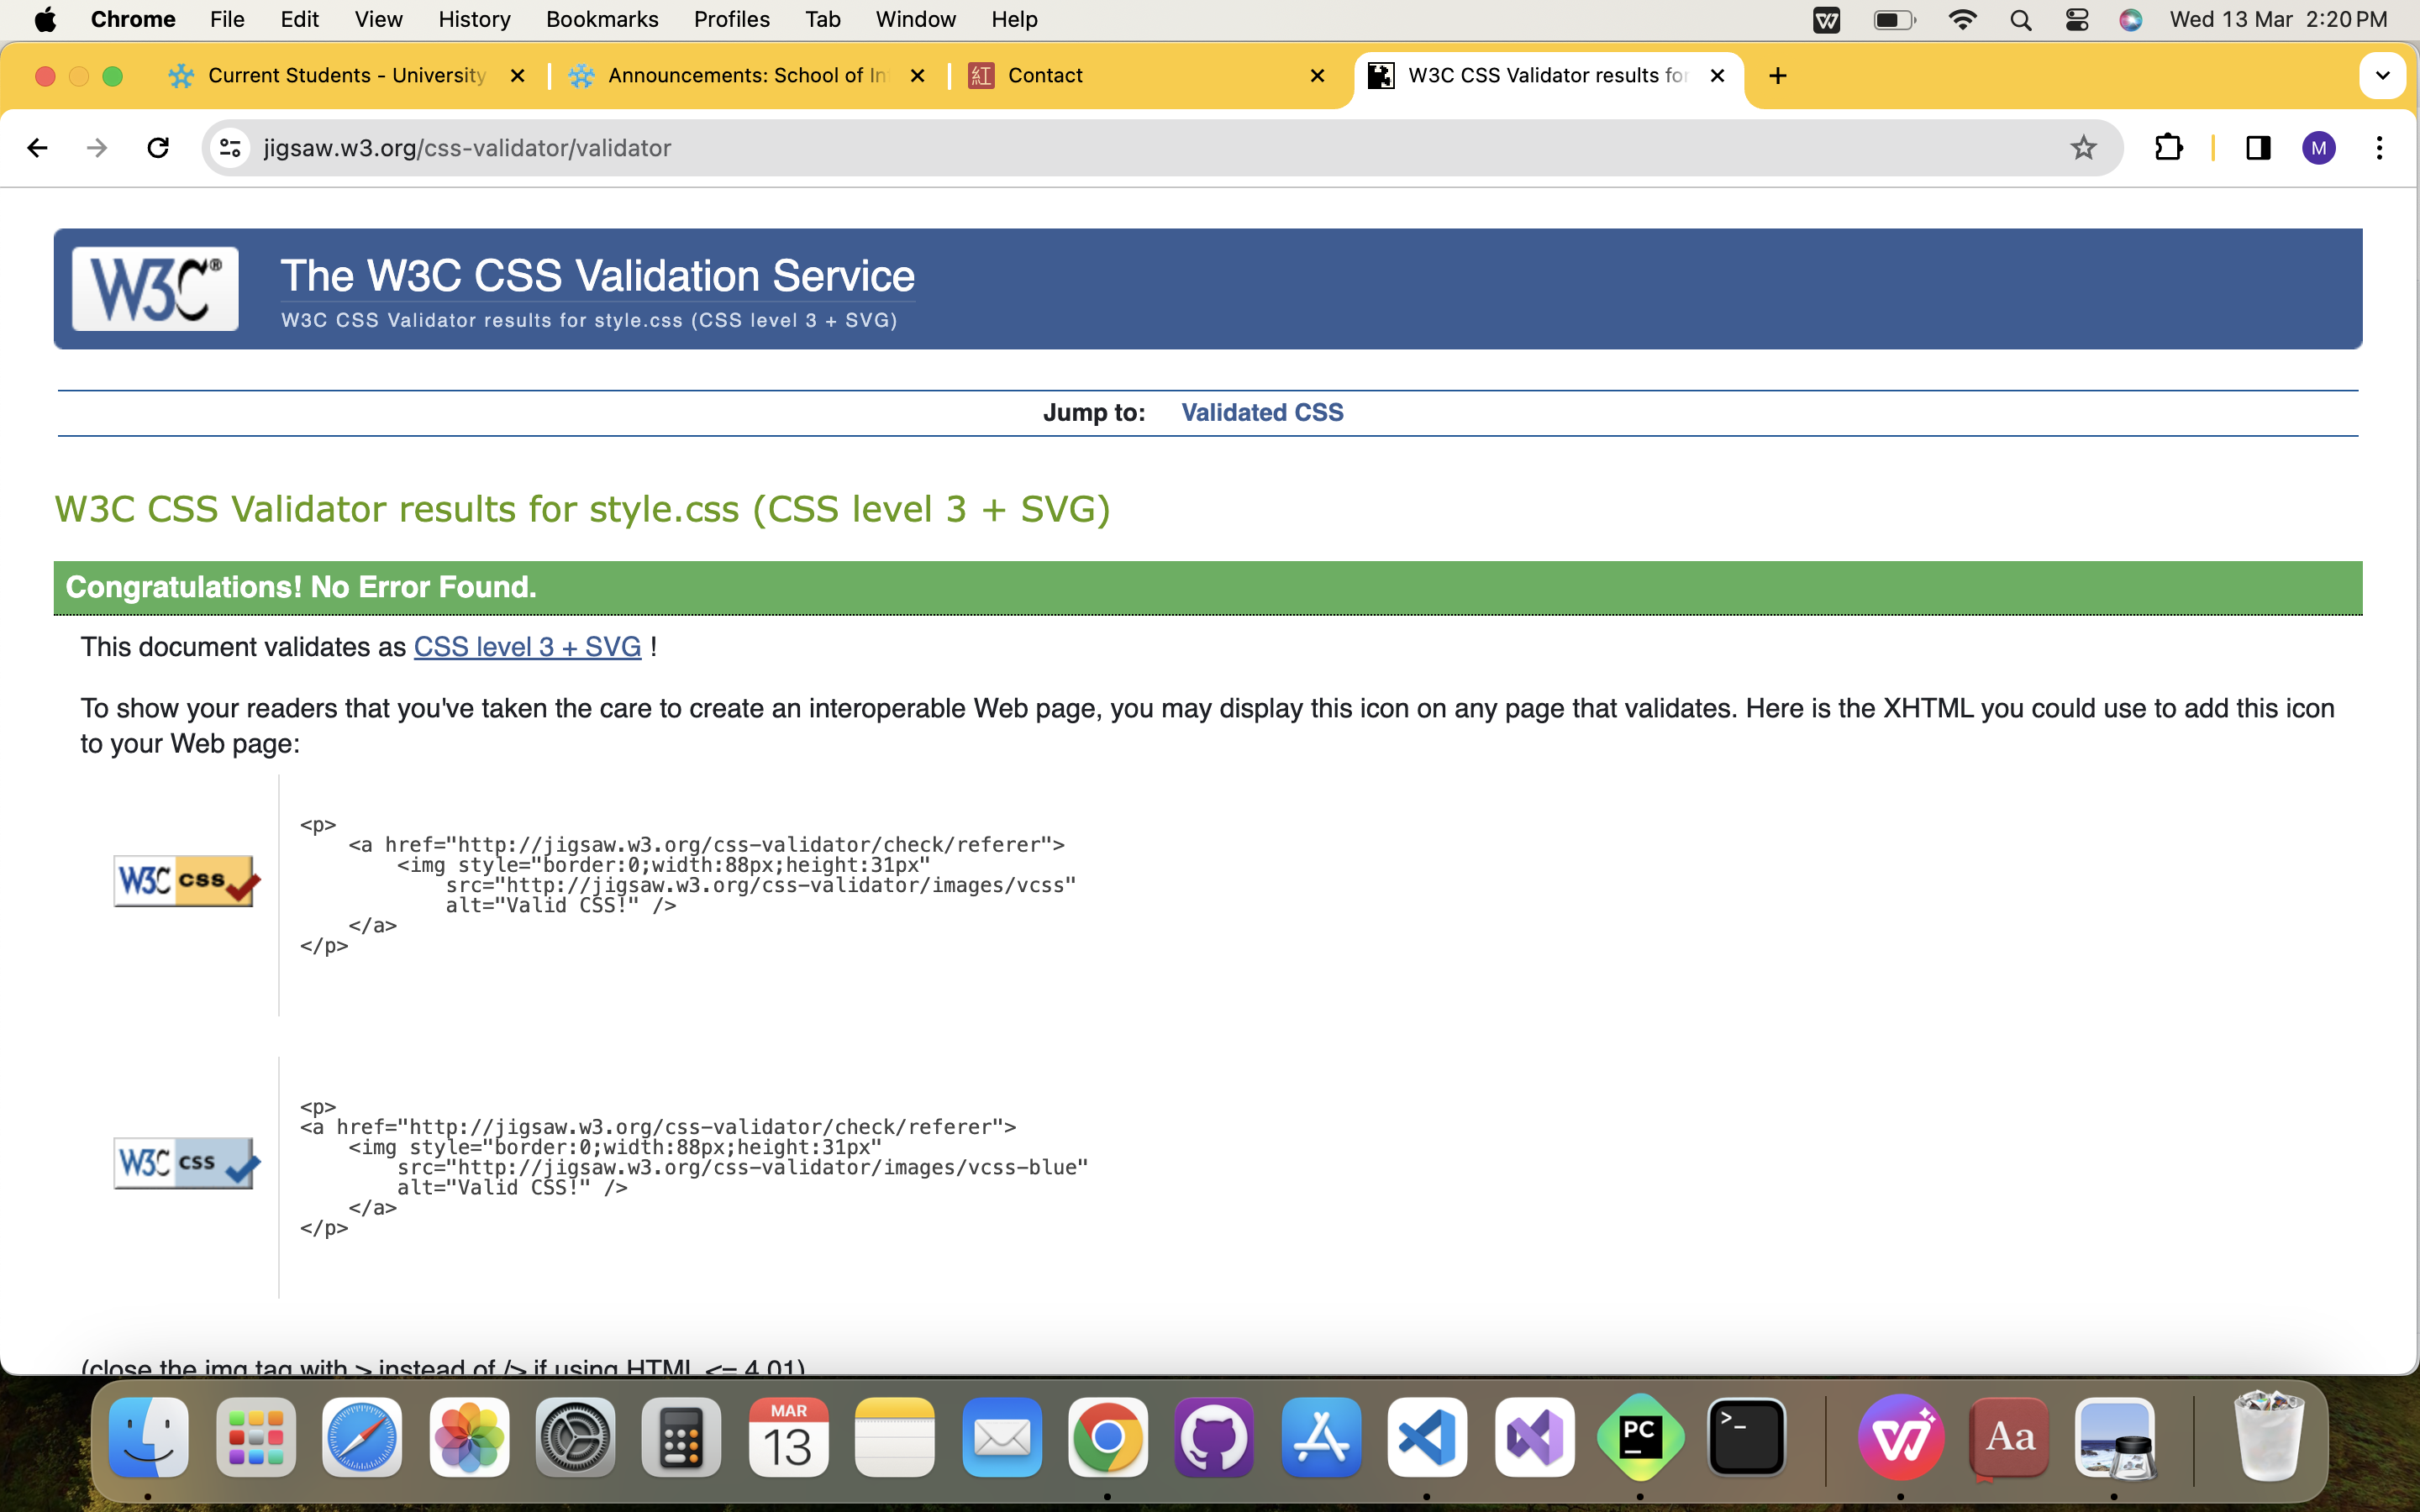 Chrome File Edit View History Bookmarks Profiles Tab Window Help Wed 13 Mar 2:20 PM
Current Students - University Announcements: School of In 紅 Contact W3C CSS Validator results for
jigsaw.w3.org/css-validator/validator M
W3C® The W3C CSS Validation Service
W3C CSS Validator results for style.css (CSS level 3 + SVG)
Jump to: Validated CSS
W3C CSS Validator results for style.css (CSS level 3 + SVG)
Congratulations! No Error Found.
This document validates as CSS level 3 + SVG !
To show your readers that you've taken the care to create an interoperable Web page, you may display this icon on any page that validates. Here is the XHTML you could use to add this icon
to your Web page:
<p>
<a href="http://jigsaw.w3.org/css-validator/check/referer">
<img style="border:0;width:88px;height:31px"
W3C css
src="http://jigsaw.w3.org/css-validator/images/vcss"
alt="Valid CSS!" />
</a>
</p>
<p>
<a href="http://jigsaw.w3.org/css-validator/check/referer">
<img style="border:0;width:88px;height:31px"
W3C css
src="http://jigsaw.w3.org/css-validator/images/vcss-blue"
alt="Valid CSS!" />
</a>
</p>
(close the img tag with > instead of /> if using HTML <= 4.01)
MAR
13
PC
>_
Aa